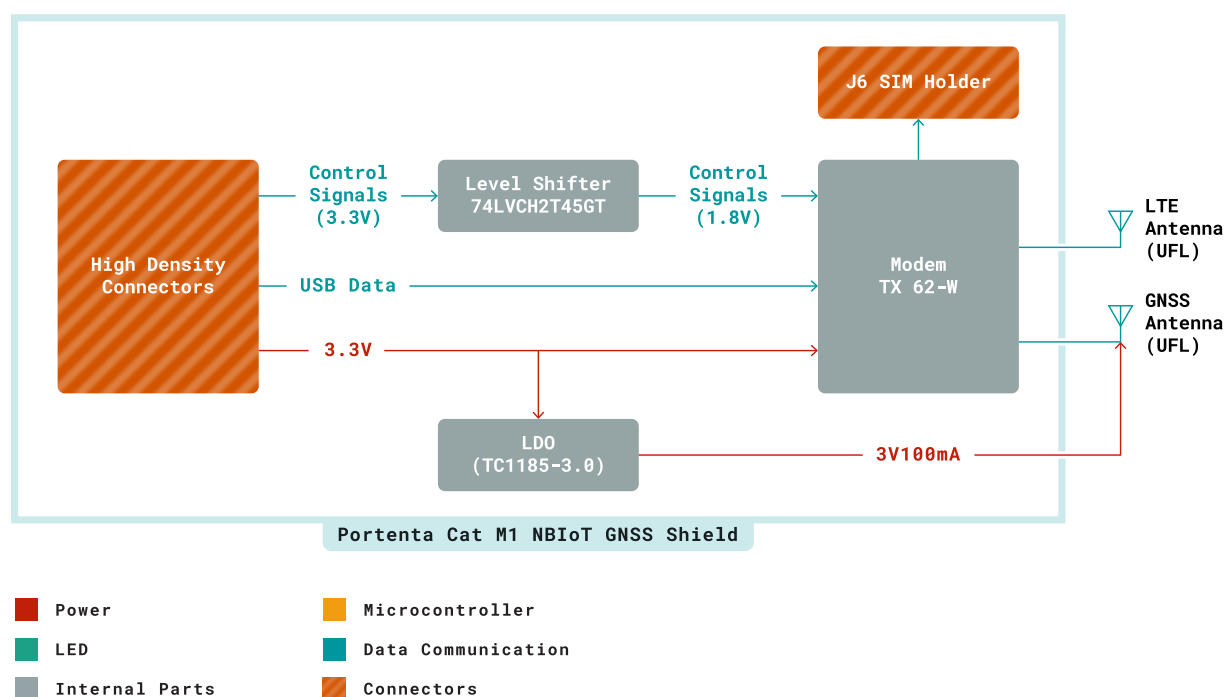 J6 SIM Holder
Control
Signals
(3.3V)
Level Shifter
74LVCH2T45GT
Control
Signals
(1.8V)
High Density
Connectors
USB Data
3.3V
Modem
TX 62-W
LTE
Antenna
(UFL)
GNSS
Antenna
(UFL)
LDO
(TC1185-3.0)
3V100mA
Portenta Cat M1 NBIoT GNSS Shield
Power
Microcontroller
LED
Data Communication
Internal Parts
Connectors